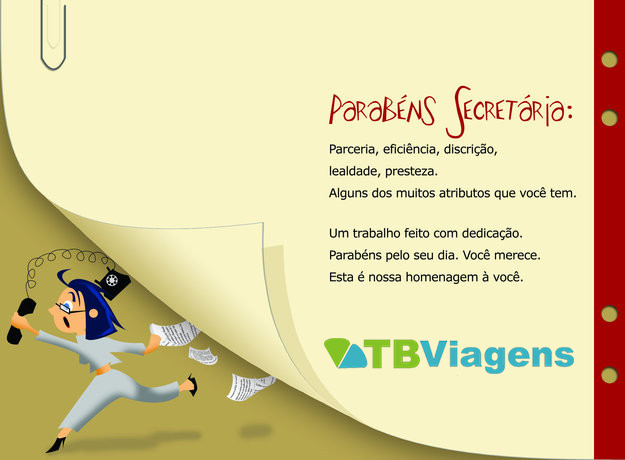 Parabéns Secretária:
Parceria, eficiência, discrição,
lealdade, presteza.
Alguns dos muitos atributos que você tem.
Um trabalho feito com dedicação.
Parabéns pelo seu dia. Você merece.
Esta é nossa homenagem à você.
TBViagens